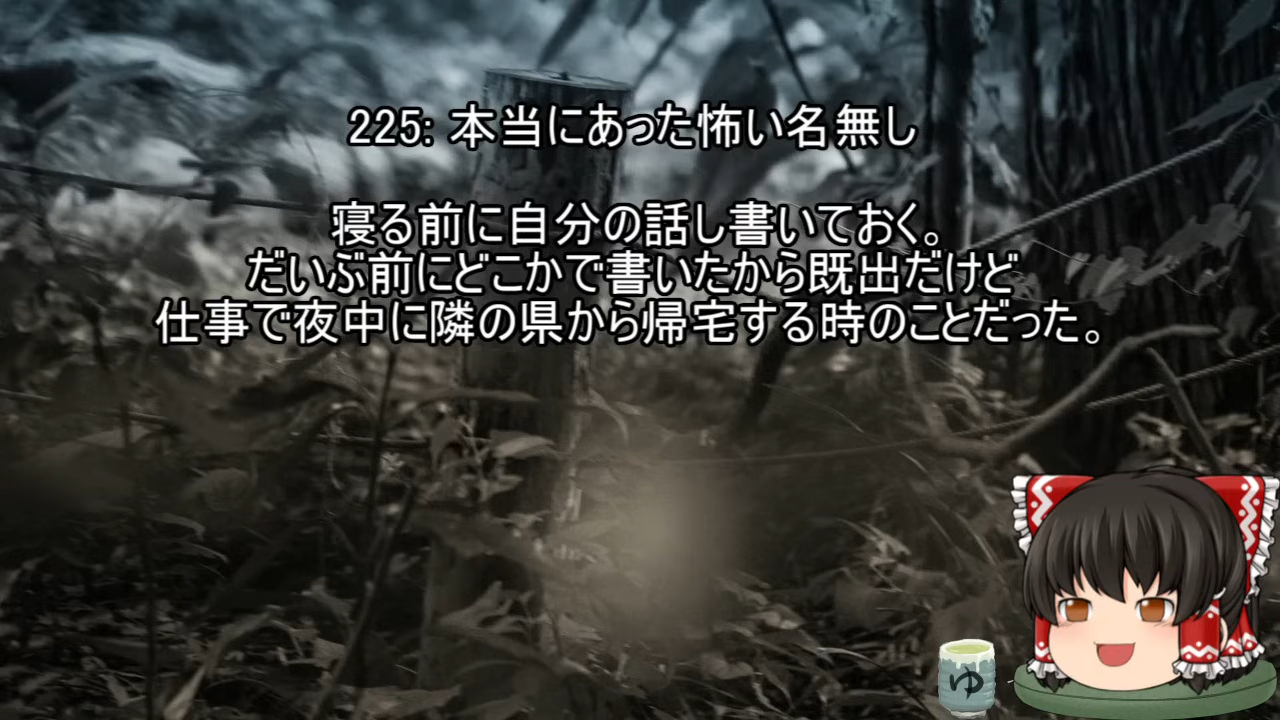 225: 本当にあった怖い名無し
寝る前に自分の話し書いておく。
だいぶ前にどこかで書いたから既出だけど
仕事で夜中に隣の県から帰宅する時のことだった。
ゆ